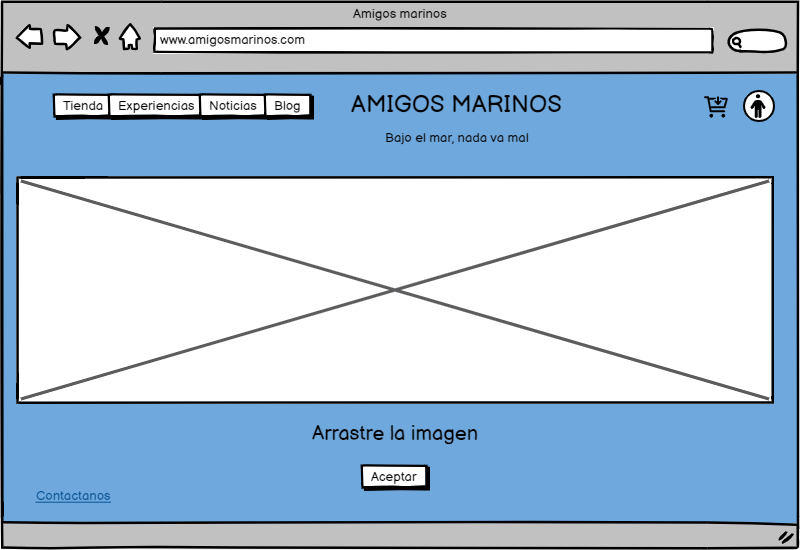 Amigos marinos
www.amigosmarinos.com
Tienda Experiencias Noticias Blog
AMIGOS MARINOS
Bajo el mar, nada va mal
Arrastre la imagen
Aceptar
Contactanos